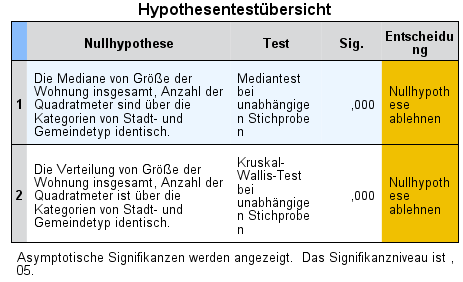 Hypothesentestübersicht
Nullhypothese Test Sig. Entscheidu
ng
1
Die Mediane von Größe der
Wohnung insgesamt, Anzahl der
Quadratmeter sind über die
Kategorien von Stadt- und
Gemeindetyp identisch.
Mediantest
bei
unabhängige
n Stichprobe
n
,000
Nullhypoth
ese
ablehnen
2
Die Verteilung von Größe der
Wohnung insgesamt, Anzahl der
Quadratmeter ist über die
Kategorien von Stadt- und
Gemeindetyp identisch.
Kruskal-
Wallis-Test
bei
unabhängige
n Stichprobe
n
,000
Nullhypoth
ese
ablehnen
Asymptotische Signifikanzen werden angezeigt. Das Signifikanzniveau ist ,
05.